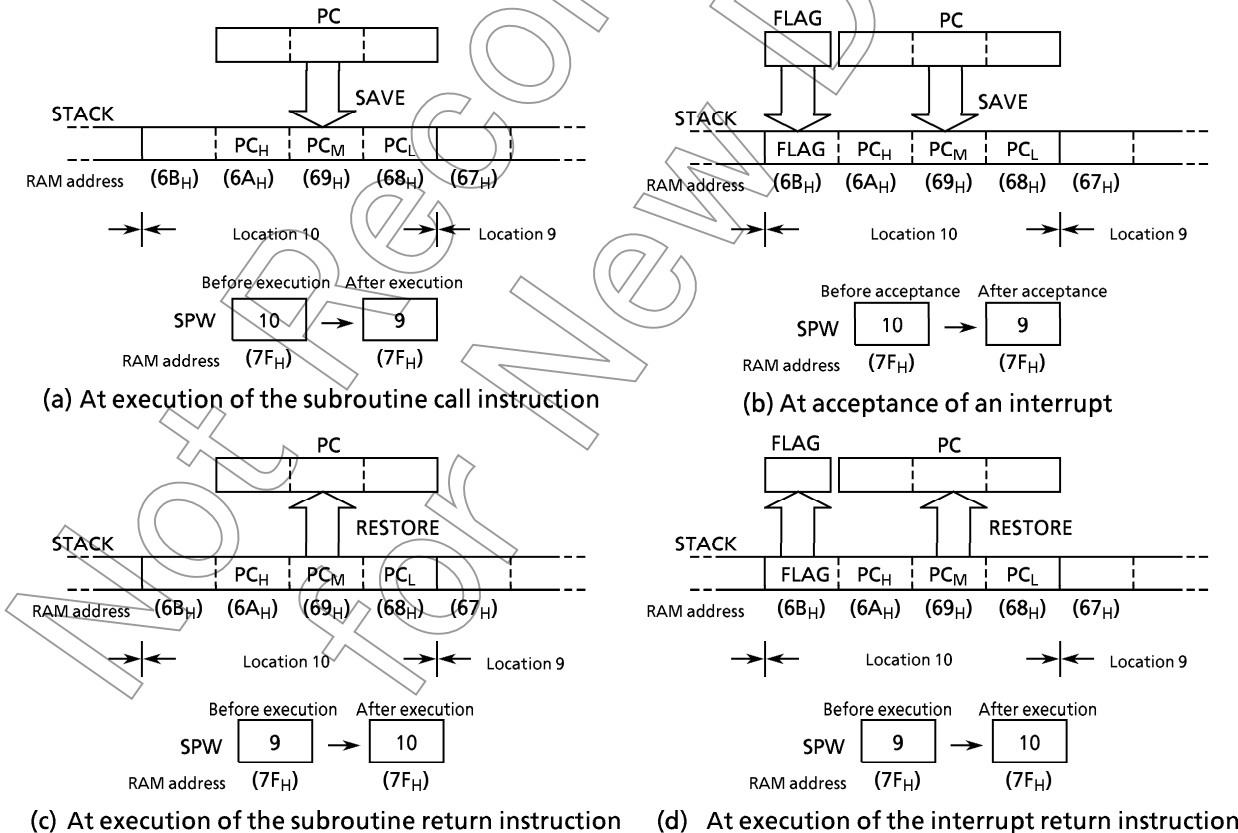 PC
SAVE
STACK
PCH PCM PCL
RAM address (6BH) (6AH) (69H) (68H) (67H)
Location 10 Location 9
Before execution After execution
SPW 10 9
RAM address (7FH) (7FH)
(a) At execution of the subroutine call instruction
FLAG PC
SAVE
STACK
FLAG PCH PCM PCL
RAM address (6BH) (6AH) (69H) (68H) (67H)
Location 10 Location 9
Before acceptance After acceptance
SPW 10 9
RAM address (7FH) (7FH)
(b) At acceptance of an interrupt
PC
RESTORE
STACK
PCH PCM PCL
RAM address (6BH) (6AH) (69H) (68H) (67H)
Location 10 Location 9
Before execution After execution
SPW 9 10
RAM address (7FH) (7FH)
(c) At execution of the subroutine return instruction
FLAG PC
RESTORE
STACK
FLAG PCH PCM PCL
RAM address (6BH) (6AH) (69H) (68H) (67H)
Location 10 Location 9
Before execution After execution
SPW 9 10
RAM address (7FH) (7FH)
(d) At execution of the interrupt return instruction
Not Recom
for New D